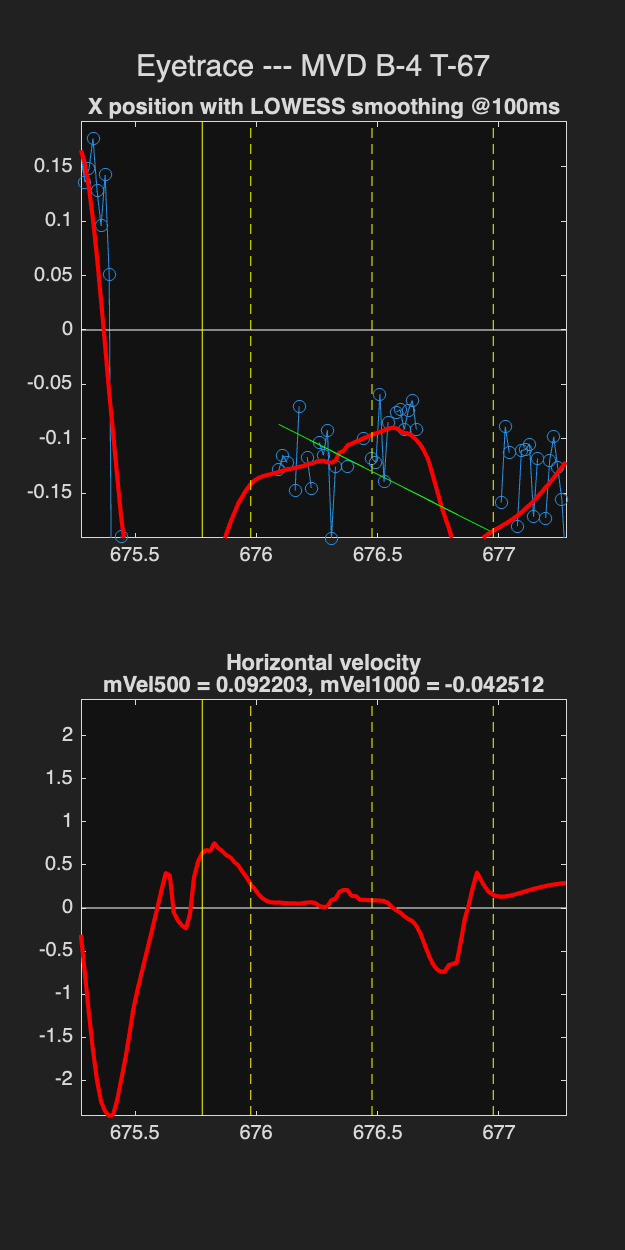 Eyetrace --- MVD B-4 T-67
X position with LOWESS smoothing @100ms
0.15
0.1
0.05
0
-0.05
-0.1
-0.15
675.5 676 676.5 677
Horizontal velocity
mVel500 = 0.092203, mVel1000 = -0.042512
2
1.5
1
0.5
0
-0.5
-1
-1.5
-2
675.5 676 676.5 677